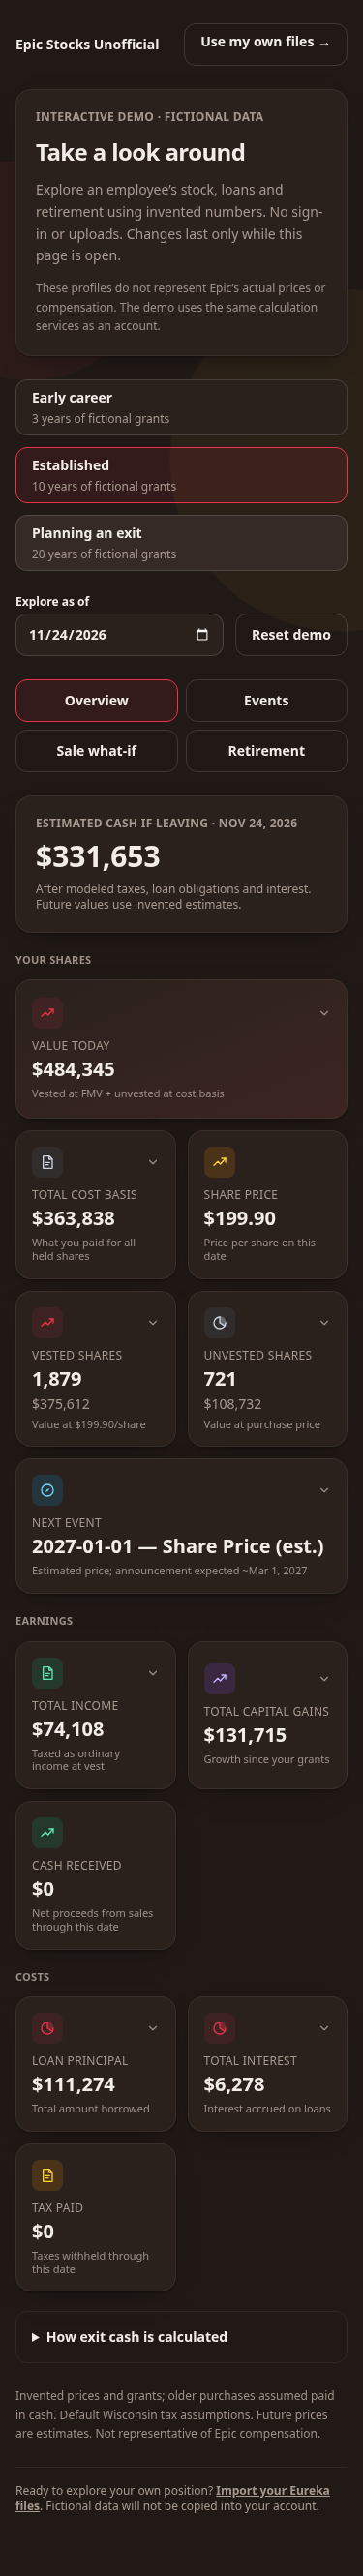 Epic Stocks Unofficial
Use my own files →
INTERACTIVE DEMO · FICTIONAL DATA
Take a look around
Explore an employee’s stock, loans and
retirement using invented numbers. No sign-
in or uploads. Changes last only while this
page is open.
These profiles do not represent Epic’s actual prices or
compensation. The demo uses the same calculation
services as an account.
Early career
3 years of fictional grants
Established
10 years of fictional grants
Planning an exit
20 years of fictional grants
Explore as of
11/24/2026
Reset demo
Overview
Events
Sale what-if
Retirement
ESTIMATED CASH IF LEAVING · NOV 24, 2026
$331,653
After modeled taxes, loan obligations and interest.
Future values use invented estimates.
YOUR SHARES
VALUE TODAY
$484,345
Vested at FMV + unvested at cost basis
TOTAL COST BASIS
$363,838
What you paid for all
held shares
SHARE PRICE
$199.90
Price per share on this
date
VESTED SHARES
1,879
$375,612
Value at $199.90/share
UNVESTED SHARES
721
$108,732
Value at purchase price
NEXT EVENT
2027-01-01 — Share Price (est.)
Estimated price; announcement expected ~Mar 1, 2027
EARNINGS
TOTAL INCOME
$74,108
Taxed as ordinary
income at vest
TOTAL CAPITAL GAINS
$131,715
Growth since your grants
CASH RECEIVED
$0
Net proceeds from sales
through this date
COSTS
LOAN PRINCIPAL
$111,274
Total amount borrowed
TOTAL INTEREST
$6,278
Interest accrued on loans
TAX PAID
$0
Taxes withheld through
this date
▶ How exit cash is calculated
Invented prices and grants; older purchases assumed paid
in cash. Default Wisconsin tax assumptions. Future prices
are estimates. Not representative of Epic compensation.
Ready to explore your own position? Import your Eureka
files. Fictional data will not be copied into your account.